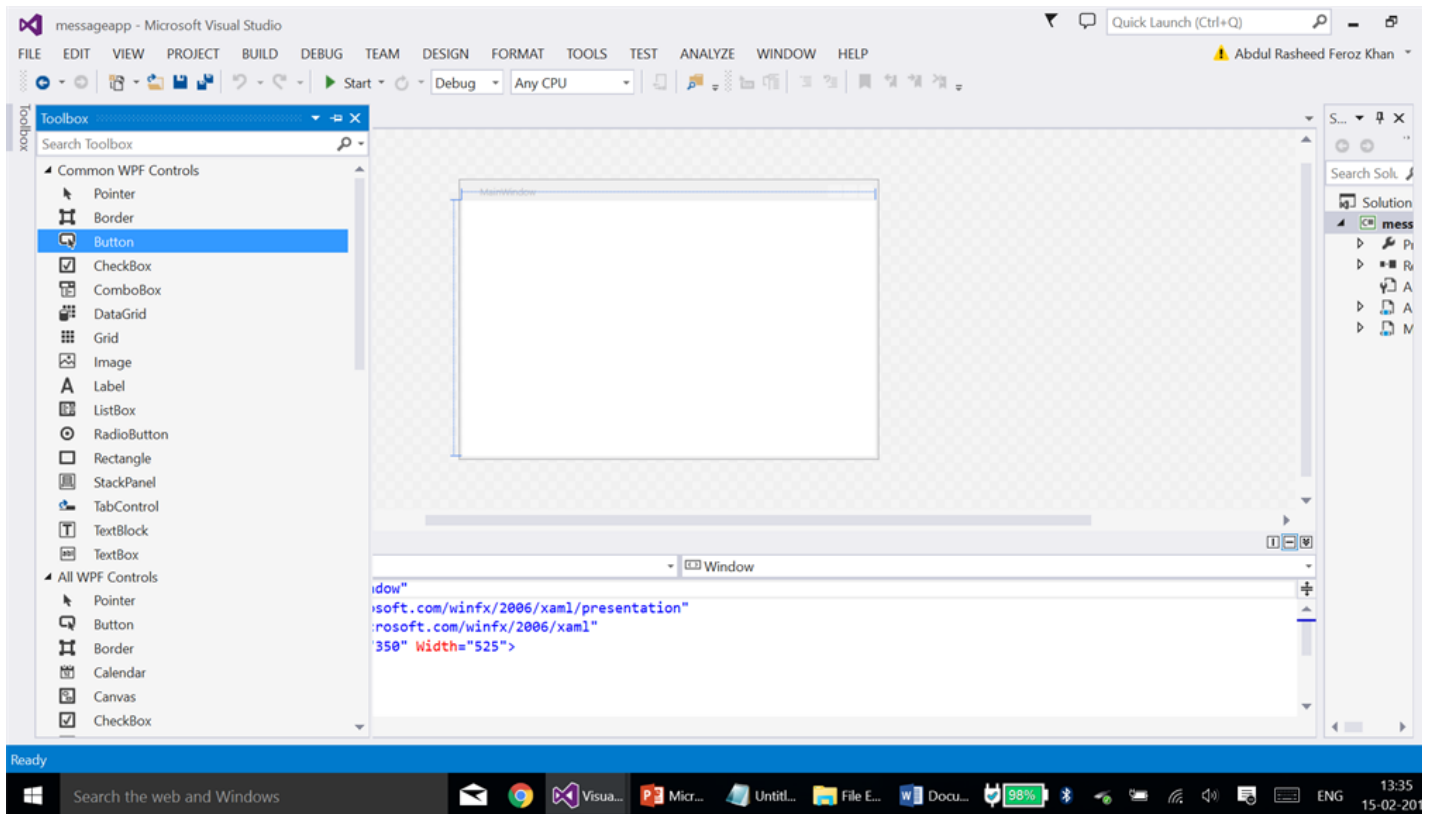 messageapp - Microsoft Visual Studio
Quick Launch (Ctrl+Q)
FILE EDIT VIEW PROJECT BUILD DEBUG TEAM DESIGN FORMAT TOOLS TEST ANALYZE WINDOW HELP
Abdul Rasheed Feroz Khan
Start Debug Any CPU
Toolbox
Toolbox
Search Toolbox
Common WPF Controls
Pointer
Border
Button
CheckBox
ComboBox
DataGrid
Grid
Image
Label
ListBox
RadioButton
Rectangle
StackPanel
TabControl
TextBlock
TextBox
All WPF Controls
Pointer
Button
Border
Calendar
Canvas
CheckBox
MainWindow
Window
dow"
soft.com/winfx/2006/xaml/presentation"
rosoft.com/winfx/2006/xaml"
"350" Width="525">
S...
Search Solu
Solution
C# mess
P
R
A
A
M
Ready
Search the web and Windows
Visua... Micr... Untitl... File E... Docu... 98% ENG
13:35
15-02-201